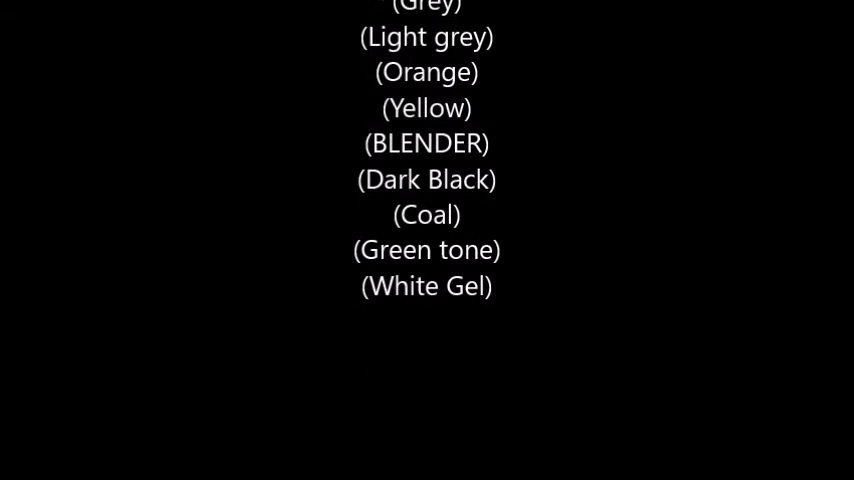 (Grey)
(Light grey)
(Orange)
(Yellow)
(BLENDER)
(Dark Black)
(Coal)
(Green tone)
(White Gel)